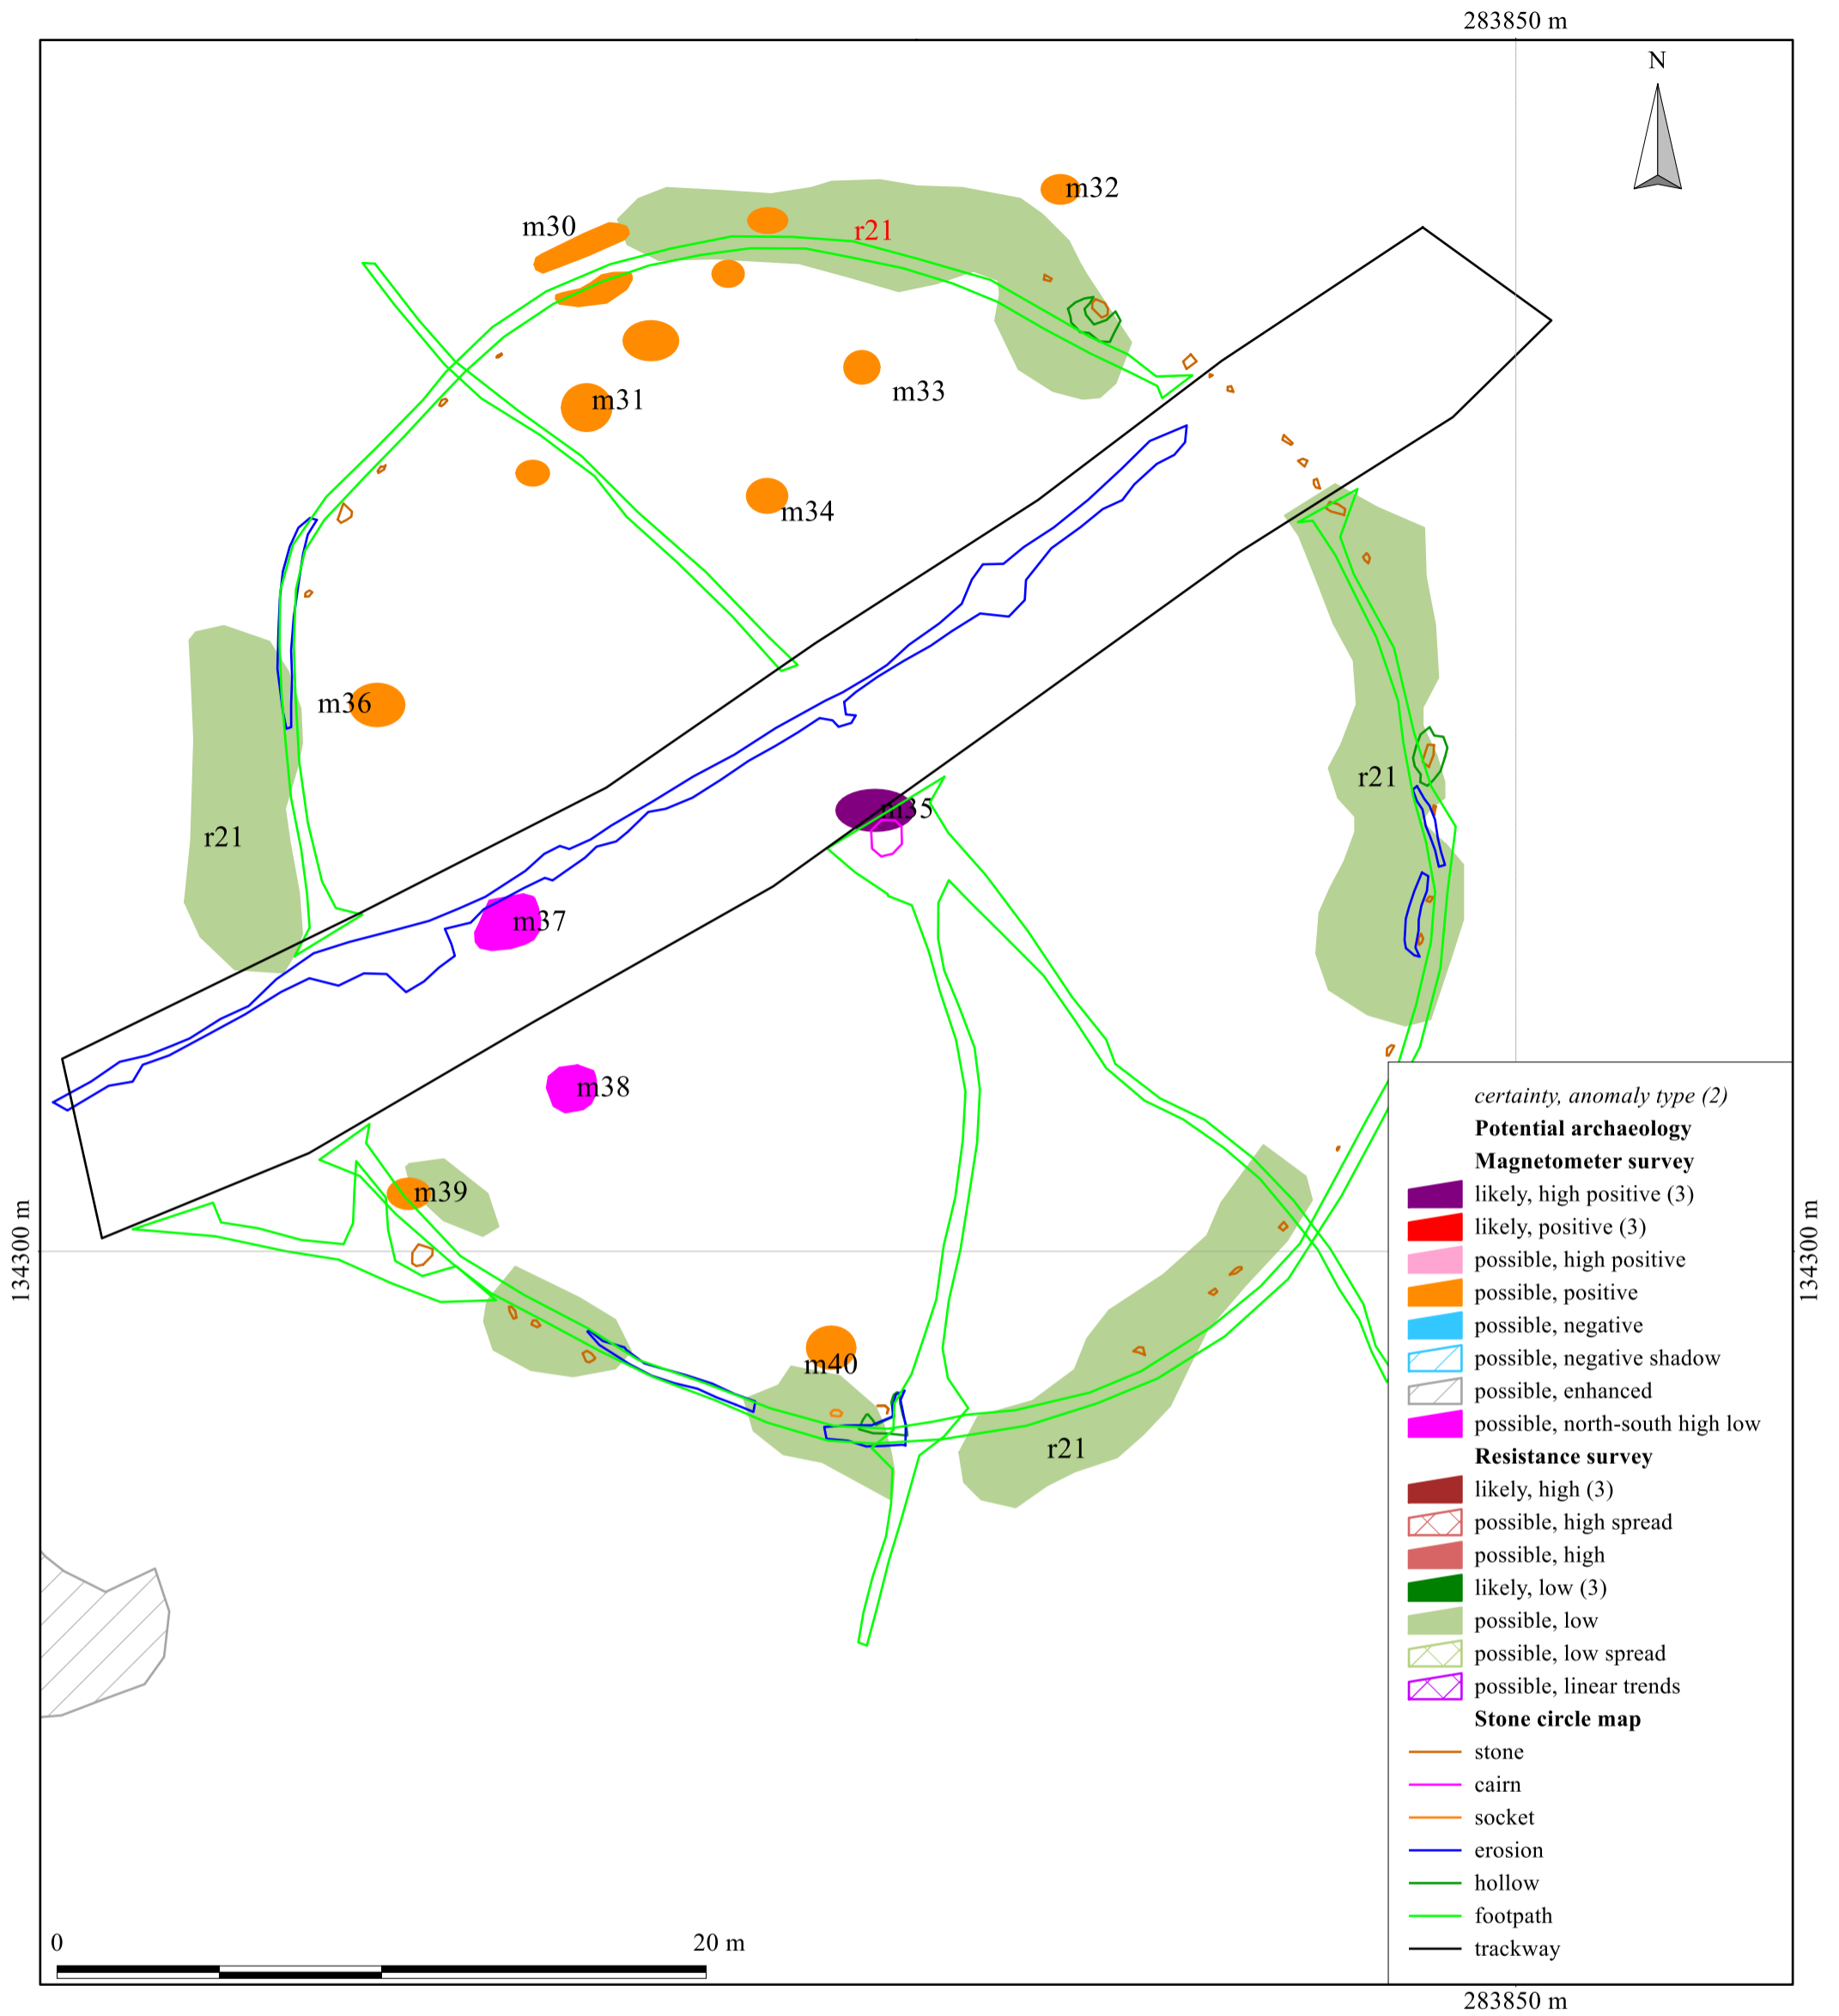 283850 m
N
m32
m30
r21
m31
m33
m34
m36
r21
r21
m35
m37
m38
m39
m40
r21
134300 m
134300 m
certainty, anomaly type (2)
Potential archaeology
Magnetometer survey
likely, high positive (3)
likely, positive (3)
possible, high positive
possible, positive
possible, negative
possible, negative shadow
possible, enhanced
possible, north-south high low
Resistance survey
likely, high (3)
possible, high spread
possible, high
likely, low (3)
possible, low
possible, low spread
possible, linear trends
Stone circle map
stone
cairn
socket
erosion
hollow
footpath
trackway
0 20 m
283850 m